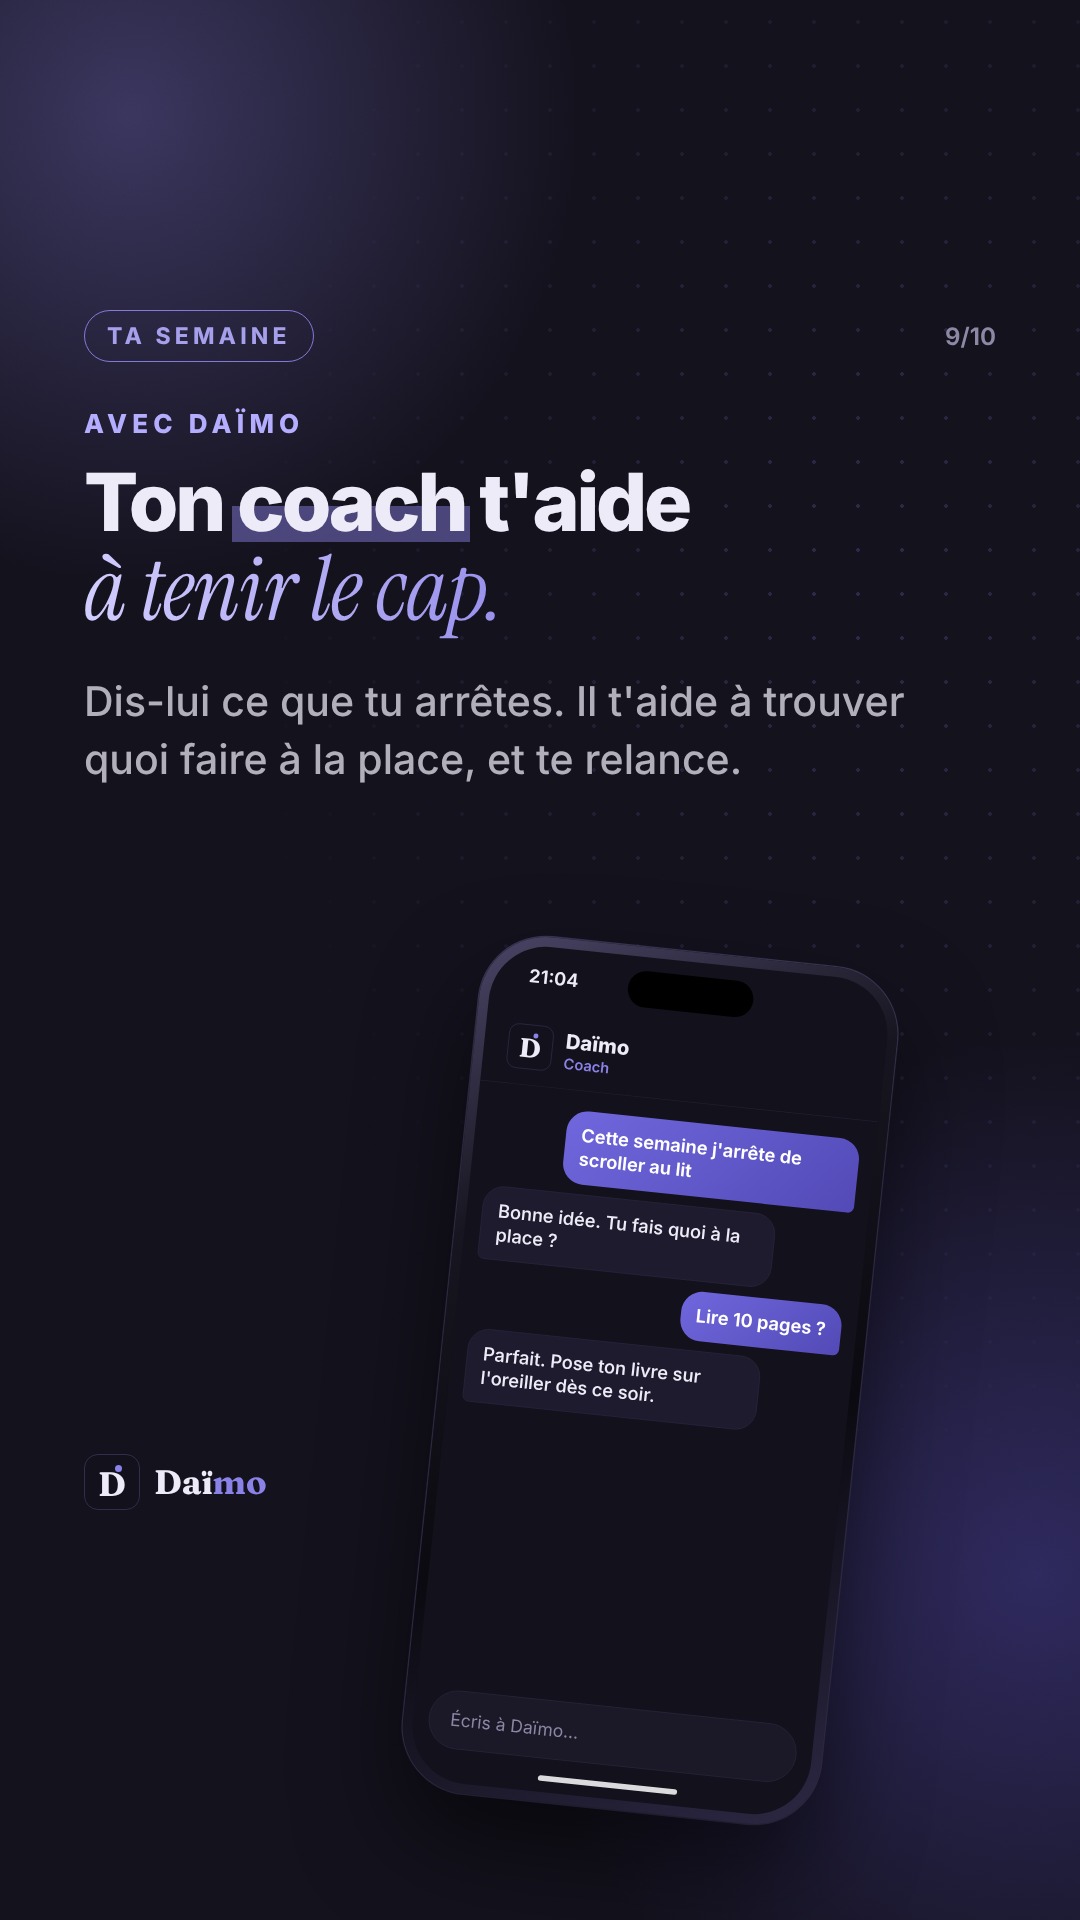 TA SEMAINE
9/10
AVEC DAÏMO
Ton coach t'aide
à tenir le cap.
Dis-lui ce que tu arrêtes. Il t'aide à trouver
quoi faire à la place, et te relance.
21:04
D
Daïmo
Coach
Cette semaine j'arrête de
scroller au lit
Bonne idée. Tu fais quoi à la
place ?
Lire 10 pages ?
Parfait. Pose ton livre sur
l'oreiller dès ce soir.
D
Daïmo
Écris à Daïmo...